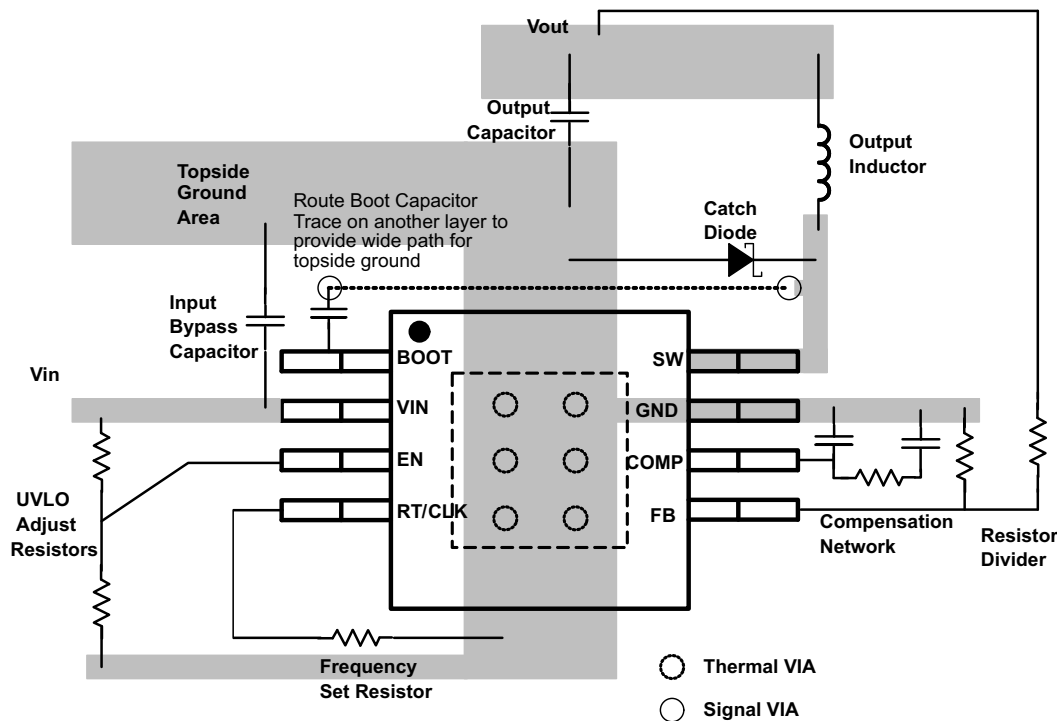 Vout
Output
Capacitor
Output
Inductor
Topside
Ground
Area
Route Boot Capacitor
Trace on another layer to
provide wide path for
topside ground
Catch
Diode
Input
Bypass
Capacitor
Vin
BOOT
SW
VIN
GND
EN
COMP
RT/CLK
FB
UVLO
Adjust
Resistors
Compensation
Network
Resistor
Divider
Frequency
Set Resistor
Thermal VIA
Signal VIA